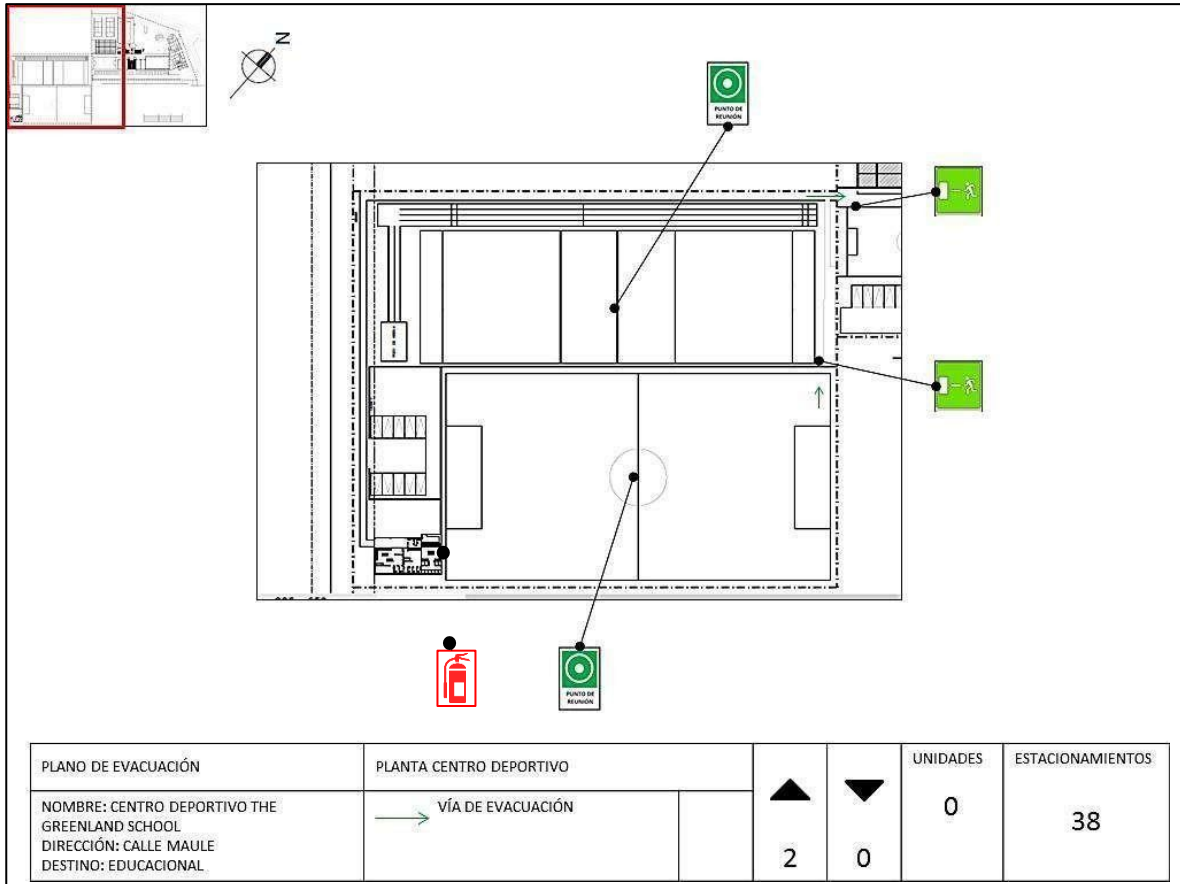 N
PUNTO DE
REUNIÓN
PUNTO DE
REUNIÓN
PLANO DE EVACUACIÓN
PLANTA CENTRO DEPORTIVO
UNIDADES
ESTACIONAMIENTOS
NOMBRE: CENTRO DEPORTIVO THE
GREENLAND SCHOOL
DIRECCIÓN: CALLE MAULE
DESTINO: EDUCACIONAL
VÍA DE EVACUACIÓN
2
0
0
38